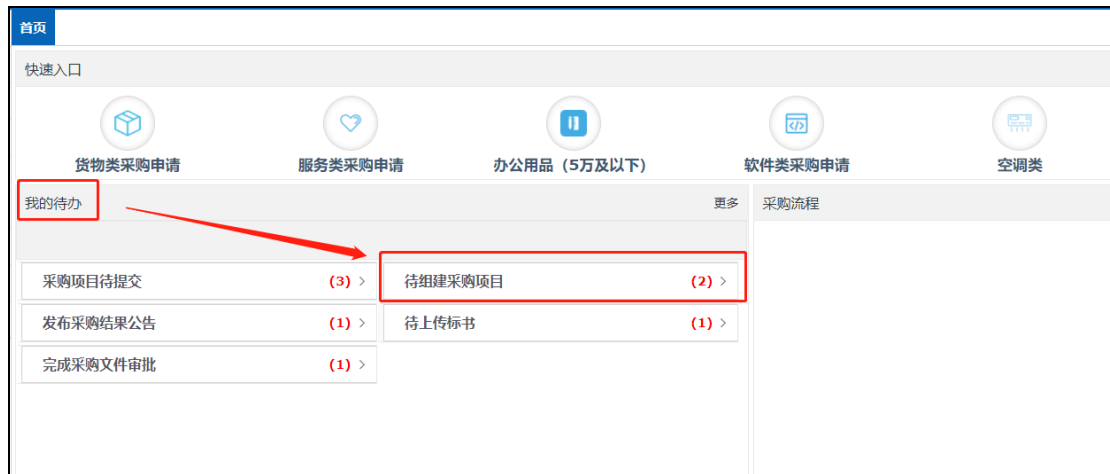 首页
快速入口
货物类采购申请 服务类采购申请 办公用品（5万及以下） 软件类采购申请 空调类
我的待办 更多 采购流程
采购项目待提交 (3) > 待组建采购项目 (2) >
发布采购结果公告 (1) > 待上传标书 (1) >
完成采购文件审批 (1) >